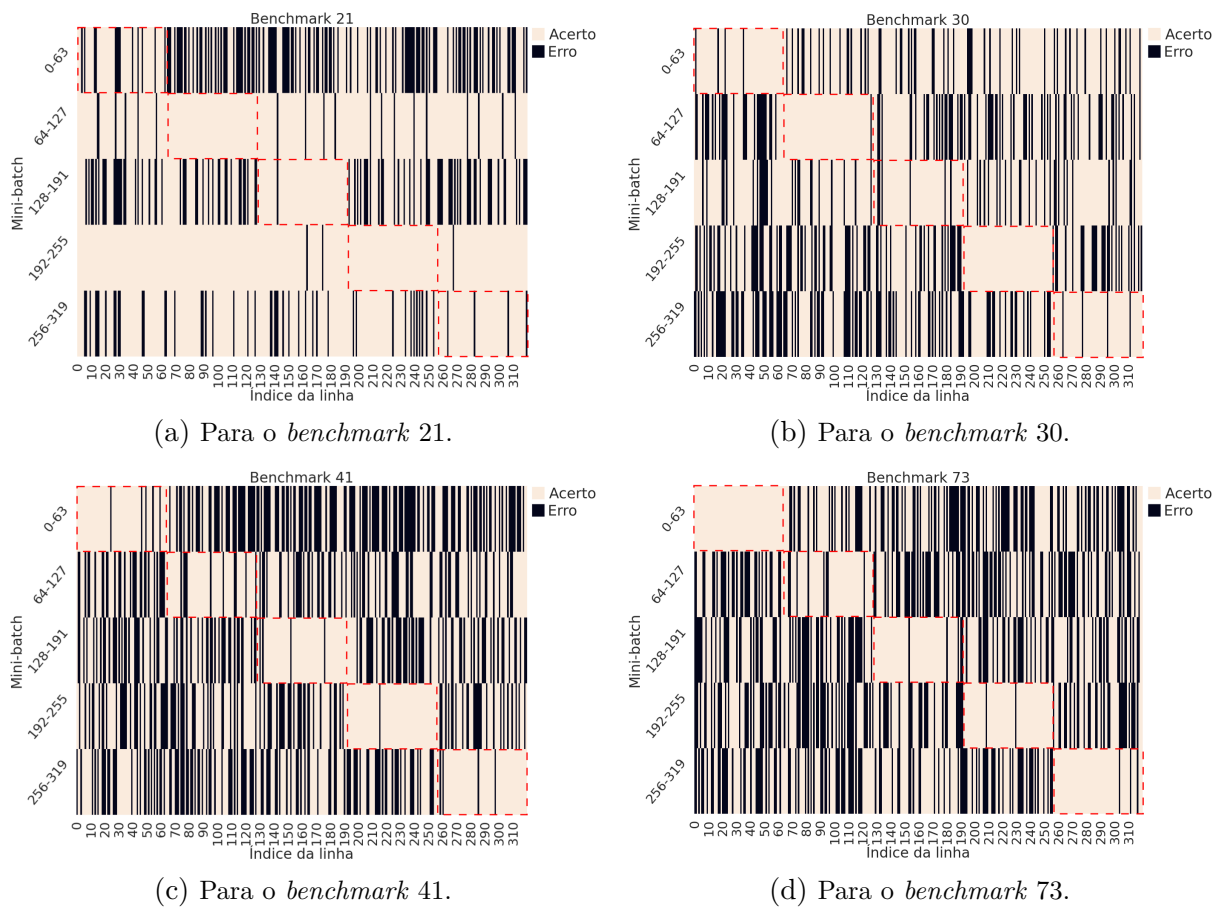 Benchmark 21
Acerto
Erro
Mini-batch
0-63
64-127
128-191
192-255
256-319
0 10 20 30 40 50 60 70 80 90 100 110 120 130 140 150 160 170 180 190 200 210 220 230 240 250 260 270 280 290 300 310
Índice da linha
(a) Para o benchmark 21.
Benchmark 30
Acerto
Erro
Mini-batch
0-63
64-127
128-191
192-255
256-319
0 10 20 30 40 50 60 70 80 90 100 110 120 130 140 150 160 170 180 190 200 210 220 230 240 250 260 270 280 290 300 310
Índice da linha
(b) Para o benchmark 30.
Benchmark 41
Acerto
Erro
Mini-batch
0-63
64-127
128-191
192-255
256-319
0 10 20 30 40 50 60 70 80 90 100 110 120 130 140 150 160 170 180 190 200 210 220 230 240 250 260 270 280 290 300 310
Índice da linha
(c) Para o benchmark 41.
Benchmark 73
Acerto
Erro
Mini-batch
0-63
64-127
128-191
192-255
256-319
0 10 20 30 40 50 60 70 80 90 100 110 120 130 140 150 160 170 180 190 200 210 220 230 240 250 260 270 280 290 300 310
Índice da linha
(d) Para o benchmark 73.